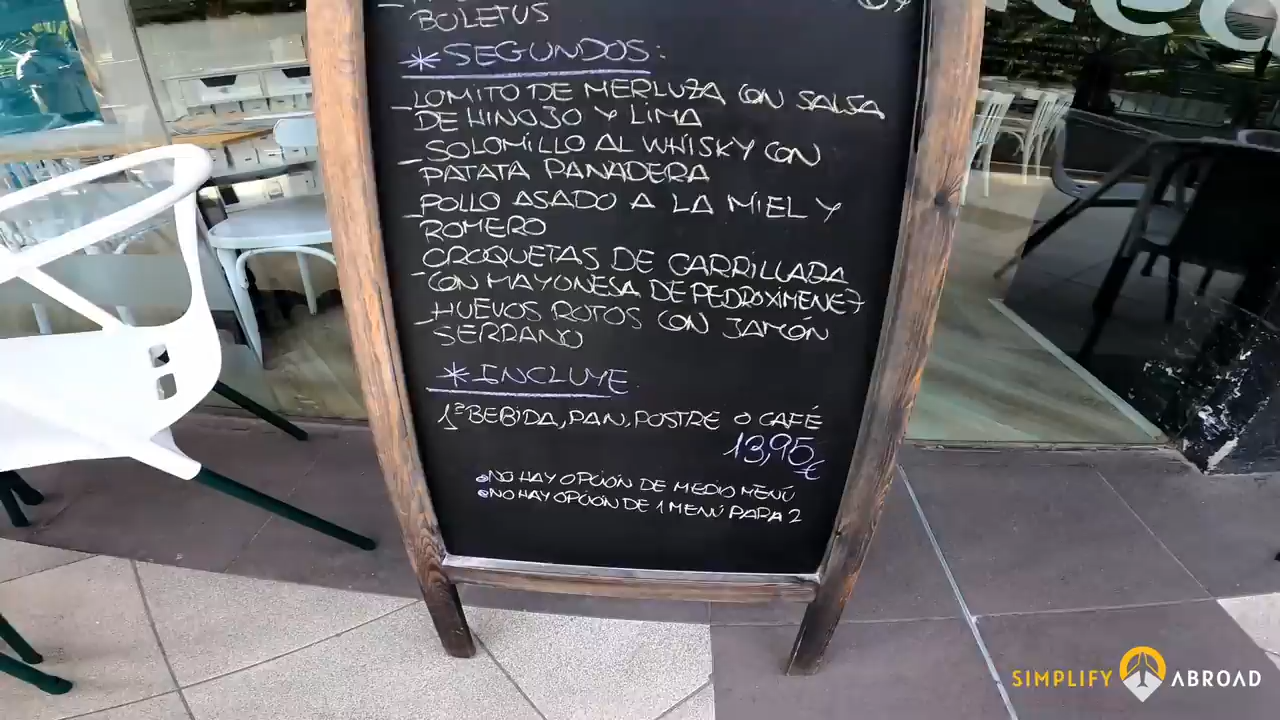 BOLETUS
* SEGUNDOS:
- LOMITO DE MERLUZA CON SALSA
DE HINOJO Y LIMA
- SOLOMILLO AL WHISKY CON
PATATA PANADERA
- POLLO ASADO A LA MIEL Y
ROMERO
- CROQUETAS DE CARRILLADA
CON MAYONESA DE PEDRO XIMENEZ
- HUEVOS ROTOS CON JAMÓN
SERRANO
* INCLUYE
1ª BEBIDA, PAN, POSTRE O CAFÉ
13,95€
• NO HAY OPCIÓN DE MEDIO MENÚ
• NO HAY OPCIÓN DE 1 MENÚ PARA 2
SIMPLIFY ABROAD